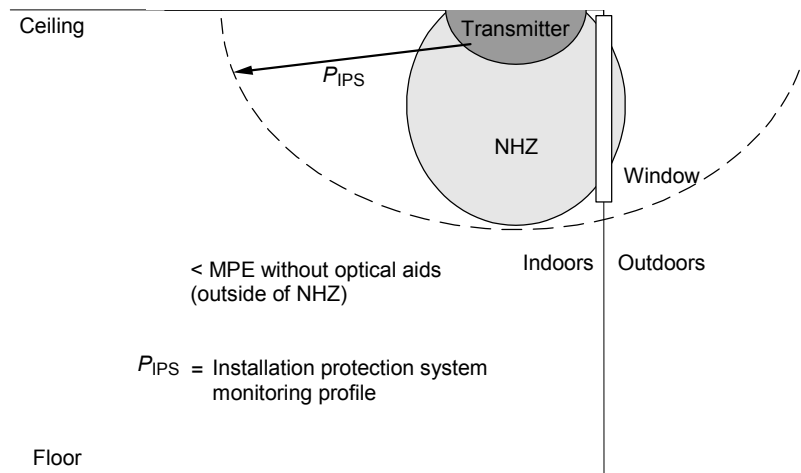 Ceiling
Transmitter
PIPS
NHZ
Window
< MPE without optical aids
(outside of NHZ)
Indoors
Outdoors
PIPS = Installation protection system
monitoring profile
Floor